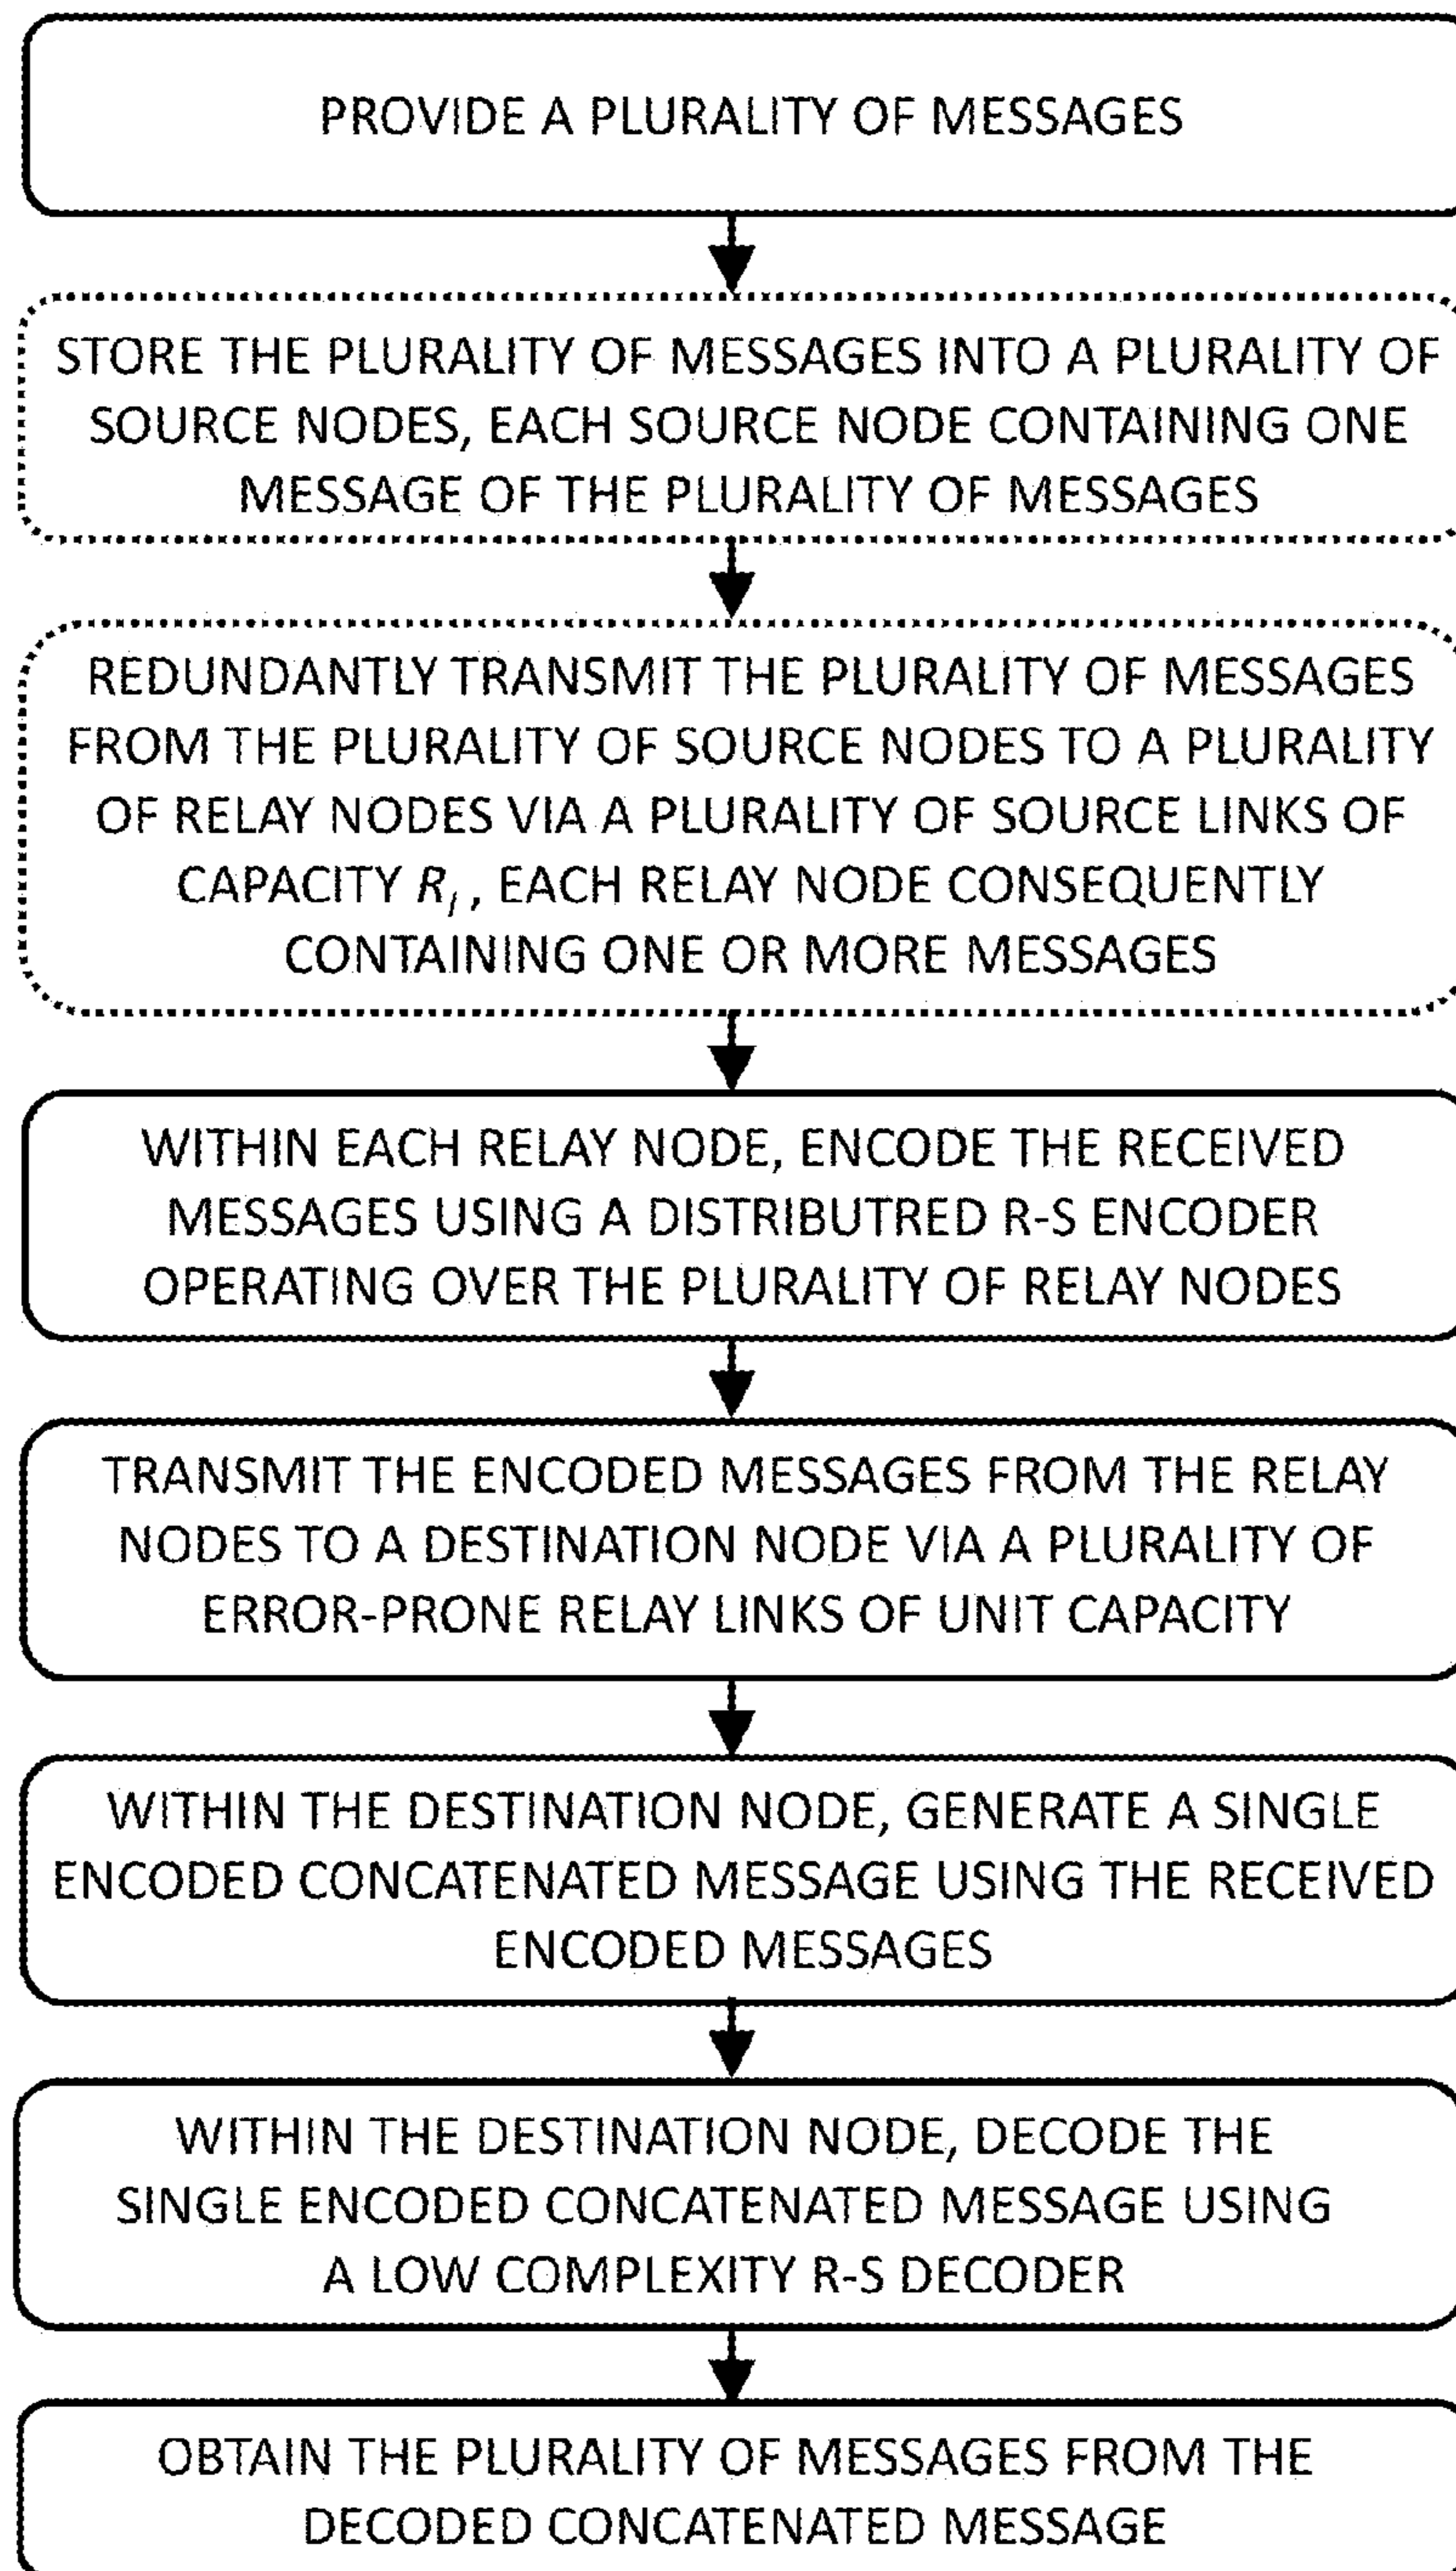 PROVIDE A PLURALITY OF MESSAGES
STORE THE PLURALITY OF MESSAGES INTO A PLURALITY OF
SOURCE NODES, EACH SOURCE NODE CONTAINING ONE
MESSAGE OF THE PLURALITY OF MESSAGES
REDUNDANTLY TRANSMIT THE PLURALITY OF MESSAGES
FROM THE PLURALITY OF SOURCE NODES TO A PLURALITY
OF RELAY NODES VIA A PLURALITY OF SOURCE LINKS OF
CAPACITY Rᵢ, EACH RELAY NODE CONSEQUENTLY
CONTAINING ONE OR MORE MESSAGES
WITHIN EACH RELAY NODE, ENCODE THE RECEIVED
MESSAGES USING A DISTRIBUTRED R-S ENCODER
OPERATING OVER THE PLURALITY OF RELAY NODES
TRANSMIT THE ENCODED MESSAGES FROM THE RELAY
NODES TO A DESTINATION NODE VIA A PLURALITY OF
ERROR-PRONE RELAY LINKS OF UNIT CAPACITY
WITHIN THE DESTINATION NODE, GENERATE A SINGLE
ENCODED CONCATENATED MESSAGE USING THE RECEIVED
ENCODED MESSAGES
WITHIN THE DESTINATION NODE, DECODE THE
SINGLE ENCODED CONCATENATED MESSAGE USING
A LOW COMPLEXITY R-S DECODER
OBTAIN THE PLURALITY OF MESSAGES FROM THE
DECODED CONCATENATED MESSAGE